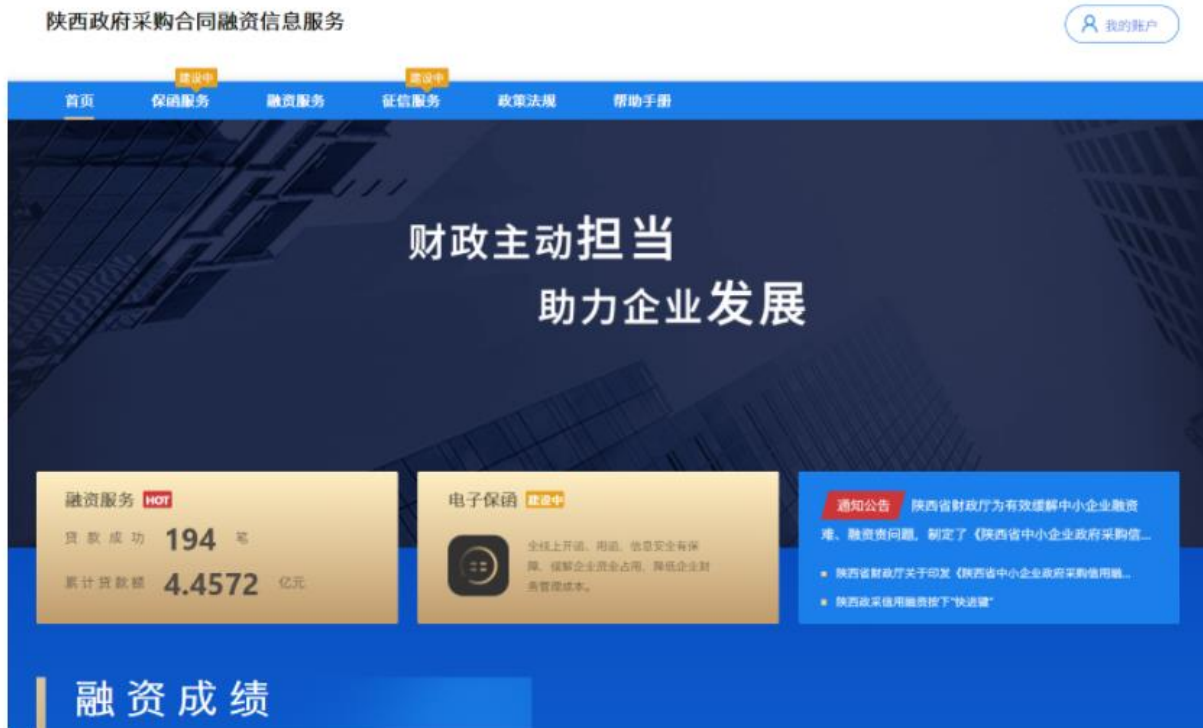 陕西政府采购合同融资信息服务
我的账户
建设中 建设中
首页 保函服务 融资服务 征信服务 政策法规 帮助手册
财政主动担当
助力企业发展
融资服务 HOT
贷款成功 194 笔
累计贷款额 4.4572 亿元
电子保函 建设中
全线上开函、用函、信息安全有保
障，缓解企业资金占用，降低企业财
务管理成本。
通知公告 陕西省财政厅为有效缓解中小企业融资
难、融资贵问题，制定了《陕西省中小企业政府采购信...
陕西省财政厅关于印发《陕西省中小企业政府采购信用融...
陕西政采信用融资按下"快进键"
融资成绩